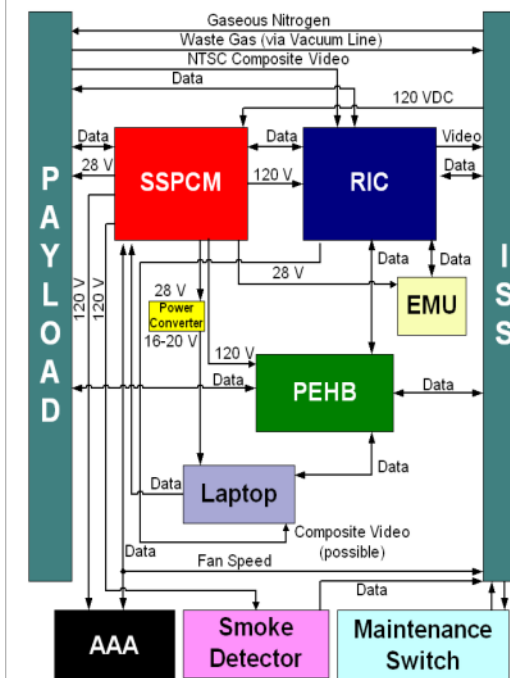 Gaseous Nitrogen
Waste Gas (via Vacuum Line)
NTSC Composite Video
Data
120 VDC
Data
SSPCM
Data
RIC
Video
28 V
120 V
Data
PAYLOAD
ISS
120 V
120 V
28 V
Power
Converter
16-20 V
28 V
Data
Data
EMU
120 V
PEHB
Data
Data
Data
Laptop
Data
Data
Composite Video
(possible)
Fan Speed
Data
AAA
Smoke
Detector
Maintenance
Switch